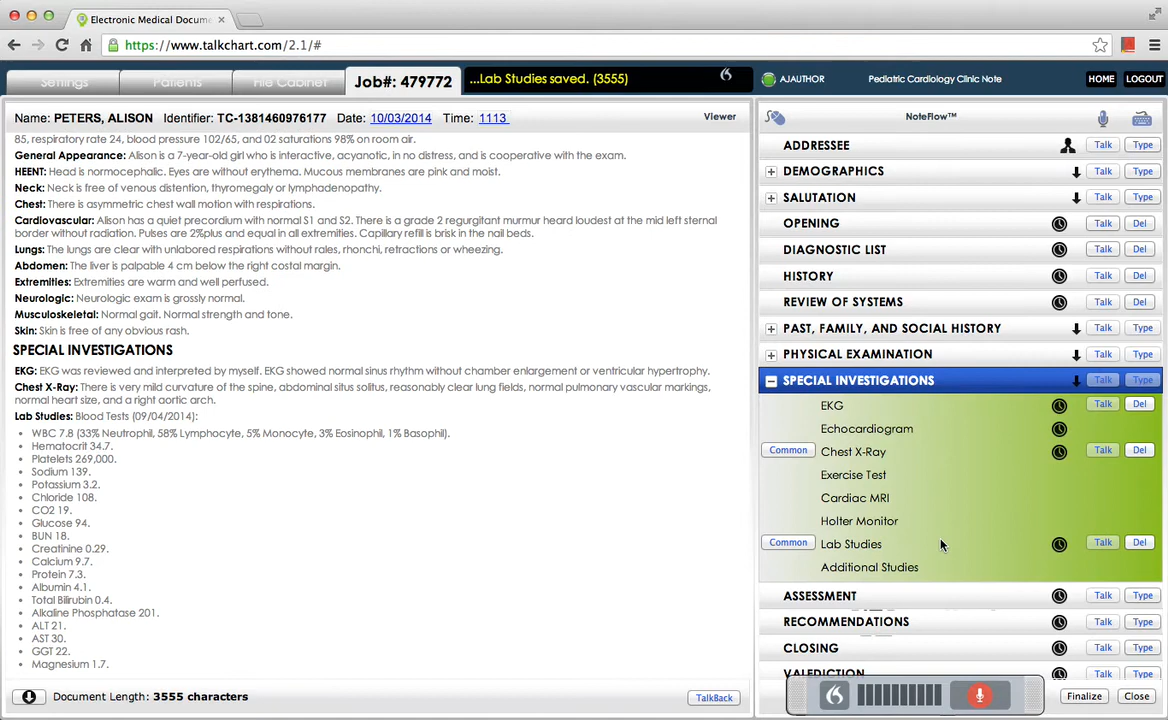 Electronic Medical Docume
https://www.talkchart.com/2.1/#
Settings Patients File Cabinet Job#: 479772 ...Lab Studies saved. (3555) AJAUTHOR Pediatric Cardiology Clinic Note HOME LOGOUT
Name: PETERS, ALISON Identifier: TC-1381460976177 Date: 10/03/2014 Time: 1113 Viewer
85, respiratory rate 24, blood pressure 102/65, and 02 saturations 98% on room air.
General Appearance: Alison is a 7-year-old girl who is interactive, acyanotic, in no distress, and is cooperative with the exam.
HEENT: Head is normocephalic. Eyes are without erythema. Mucous membranes are pink and moist.
Neck: Neck is free of venous distention, thyromegaly or lymphadenopathy.
Chest: There is asymmetric chest wall motion with respirations.
Cardiovascular: Alison has a quiet precordium with normal S1 and S2. There is a grade 2 regurgitant murmur heard loudest at the mid left sternal
border without radiation. Pulses are 2%plus and equal in all extremities. Capillary refill is brisk in the nail beds.
Lungs: The lungs are clear with unlabored respirations without rales, rhonchi, retractions or wheezing.
Abdomen: The liver is palpable 4 cm below the right costal margin.
Extremities: Extremities are warm and well perfused.
Neurologic: Neurologic exam is grossly normal.
Musculoskeletal: Normal gait. Normal strength and tone.
Skin: Skin is free of any obvious rash.
SPECIAL INVESTIGATIONS
EKG: EKG was reviewed and interpreted by myself. EKG showed normal sinus rhythm without chamber enlargement or ventricular hypertrophy.
Chest X-Ray: There is very mild curvature of the spine, abdominal situs solitus, reasonably clear lung fields, normal pulmonary vascular markings,
normal heart size, and a right aortic arch.
Lab Studies: Blood Tests (09/04/2014):
• WBC 7.8 (33% Neutrophil, 58% Lymphocyte, 5% Monocyte, 3% Eosinophil, 1% Basophil).
• Hematocrit 34.7.
• Platelets 269,000.
• Sodium 139.
• Potassium 3.2.
• Chloride 108.
• CO2 19.
• Glucose 94.
• BUN 18.
• Creatinine 0.29.
• Calcium 9.7.
• Protein 7.3.
• Albumin 4.1.
• Total Bilirubin 0.4.
• Alkaline Phosphatase 201.
• ALT 21.
• AST 30.
• GGT 22.
• Magnesium 1.7.
Document Length: 3555 characters TalkBack
NoteFlow™
ADDRESSEE Talk Type
DEMOGRAPHICS Talk Type
SALUTATION Talk Type
OPENING Talk Del
DIAGNOSTIC LIST Talk Del
HISTORY Talk Del
REVIEW OF SYSTEMS Talk Del
PAST, FAMILY, AND SOCIAL HISTORY Talk Type
PHYSICAL EXAMINATION Talk Type
SPECIAL INVESTIGATIONS Talk Type
EKG Talk Del
Echocardiogram
Common Chest X-Ray Talk Del
Exercise Test
Cardiac MRI
Holter Monitor
Common Lab Studies Talk Del
Additional Studies
ASSESSMENT Talk Type
RECOMMENDATIONS Talk Type
CLOSING Talk Type
VALEDICTION Talk Type
Finalize Close